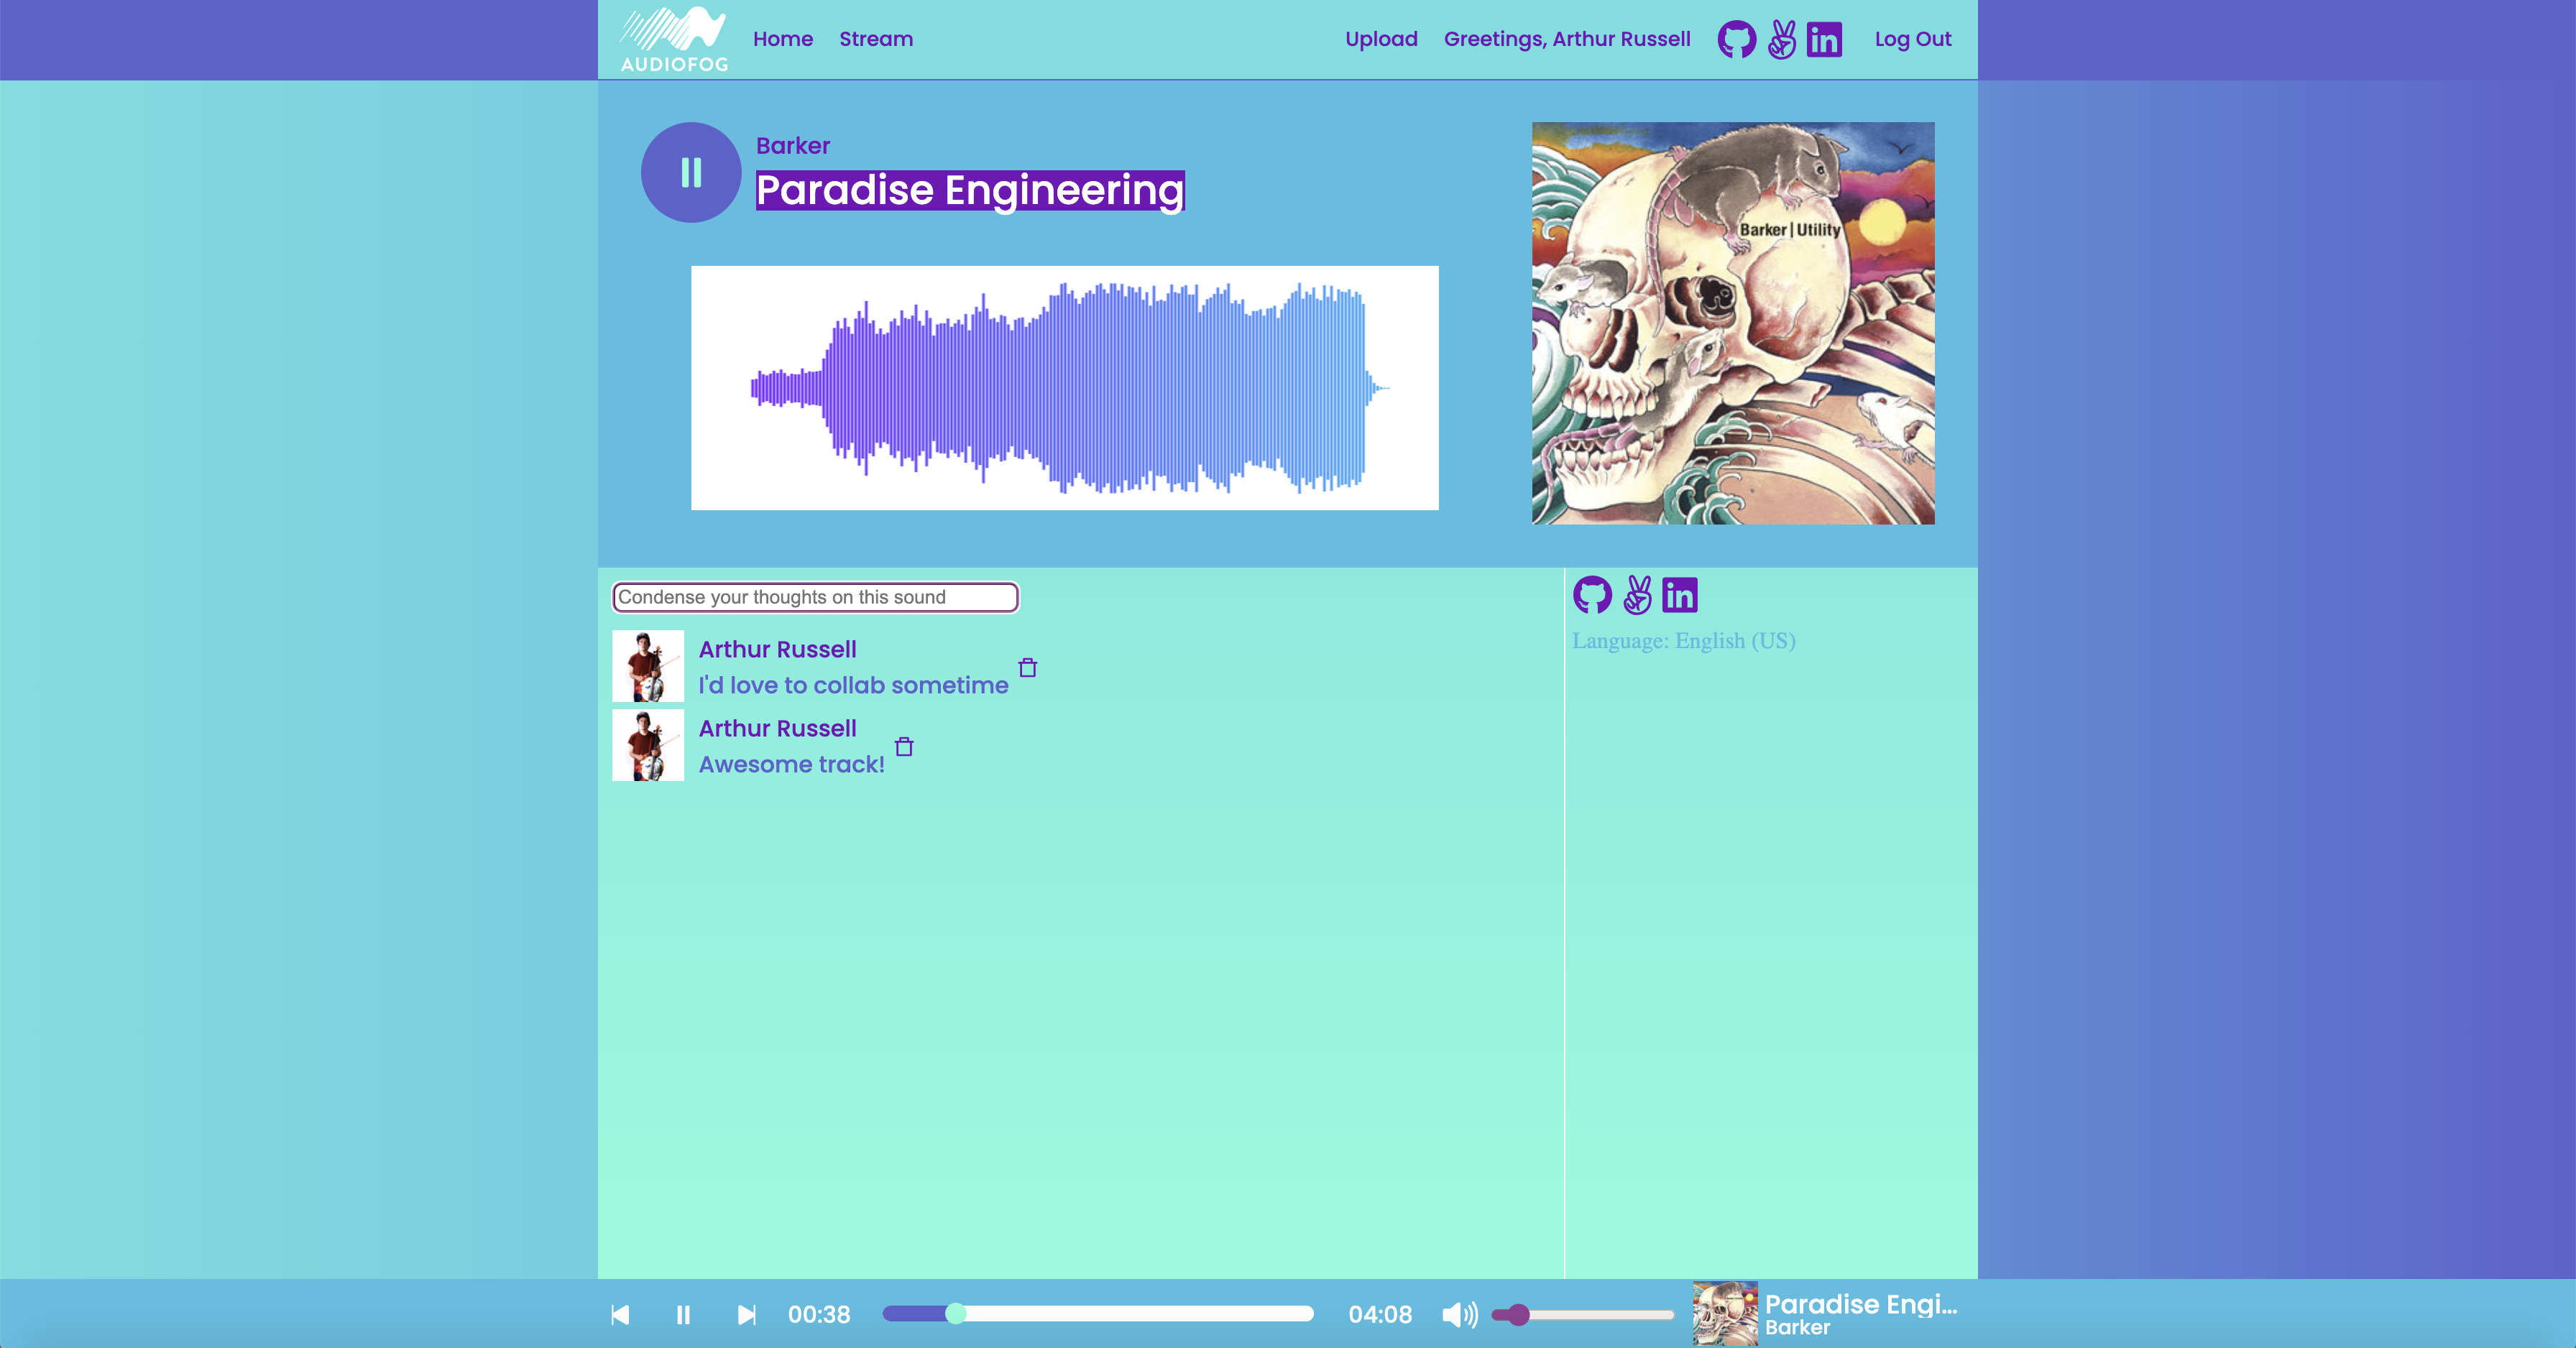 AUDIOFOG
Home
Stream
Upload
Greetings, Arthur Russell
in
Log Out
Barker
Paradise Engineering
Barker | Utility
Condense your thoughts on this sound
Arthur Russell
I'd love to collab sometime
Arthur Russell
Awesome track!
in
Language: English (US)
00:38
04:08
Paradise Engi...
Barker